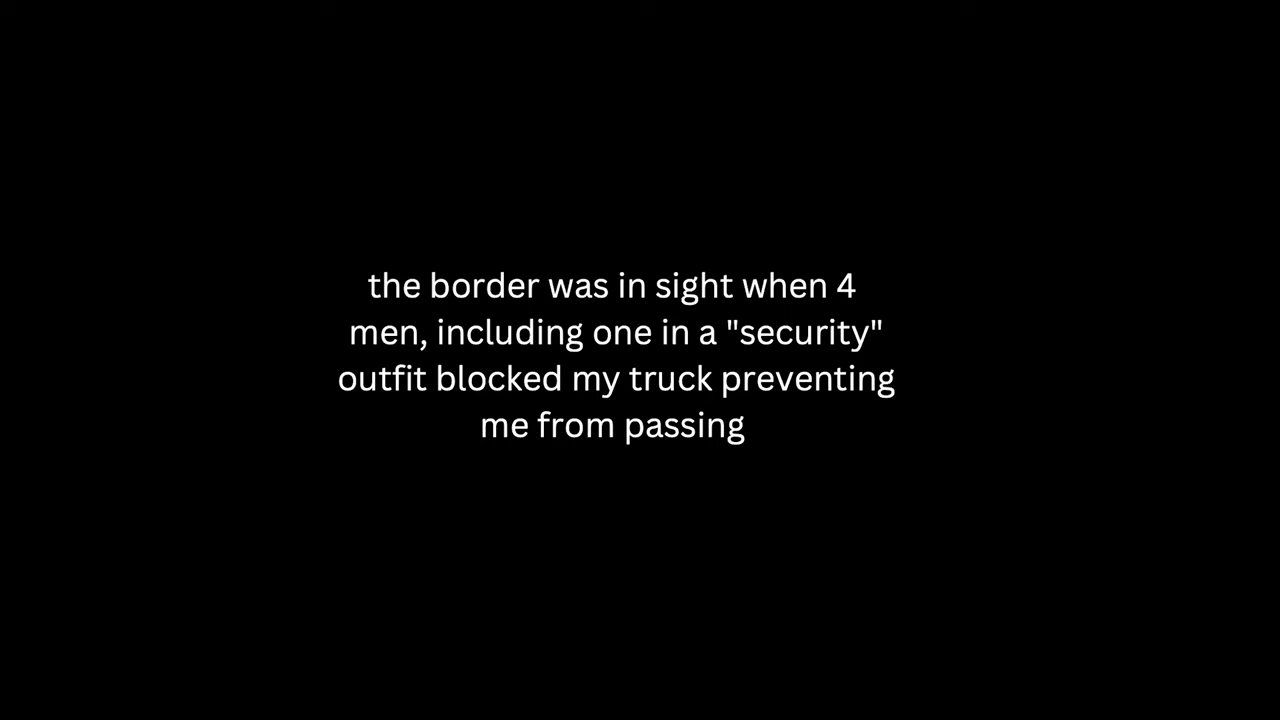 the border was in sight when 4
men, including one in a "security"
outfit blocked my truck preventing
me from passing